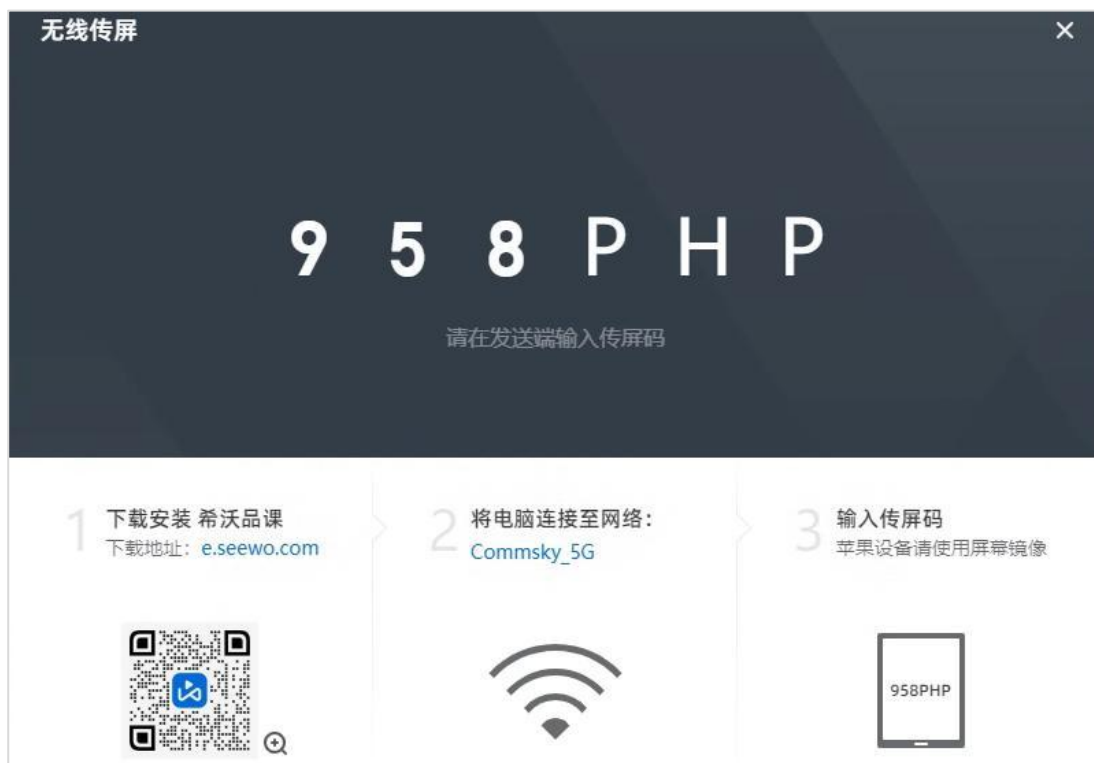 无线传屏
9 5 8 P H P
请在发送端输入传屏码
1 下载安装 希沃品课
下载地址：e.seewo.com
2 将电脑连接至网络：
Commsky_5G
3 输入传屏码
苹果设备请使用屏幕镜像
958PHP